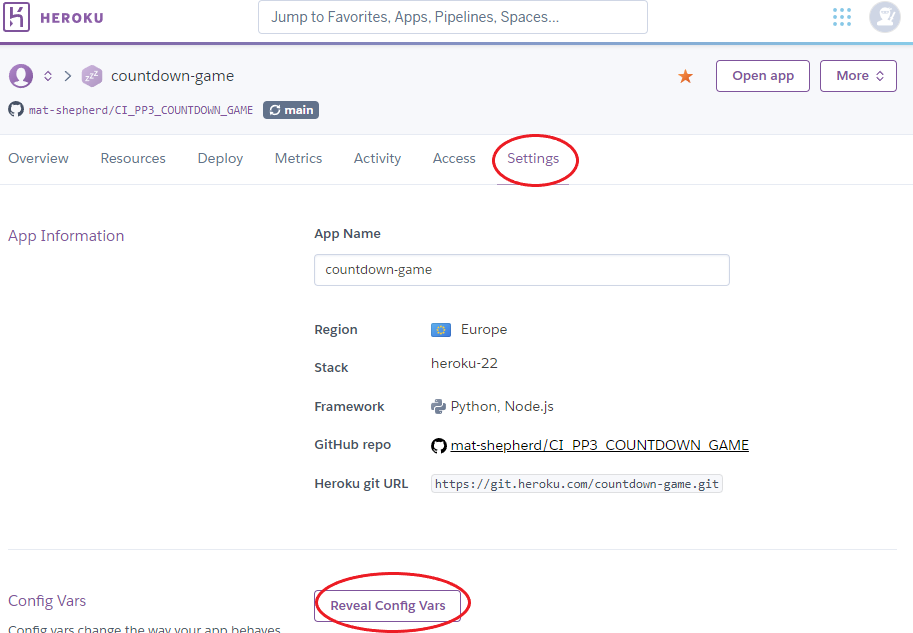 HEROKU
Jump to Favorites, Apps, Pipelines, Spaces...
countdown-game
Open app
More
mat-shepherd/CI_PP3_COUNTDOWN_GAME
main
Overview Resources Deploy Metrics Activity Access Settings
App Information
App Name
countdown-game
Region Europe
Stack heroku-22
Framework Python, Node.js
GitHub repo mat-shepherd/CI_PP3_COUNTDOWN_GAME
Heroku git URL https://git.heroku.com/countdown-game.git
Config Vars
Reveal Config Vars
Config vars change the way your app behaves.